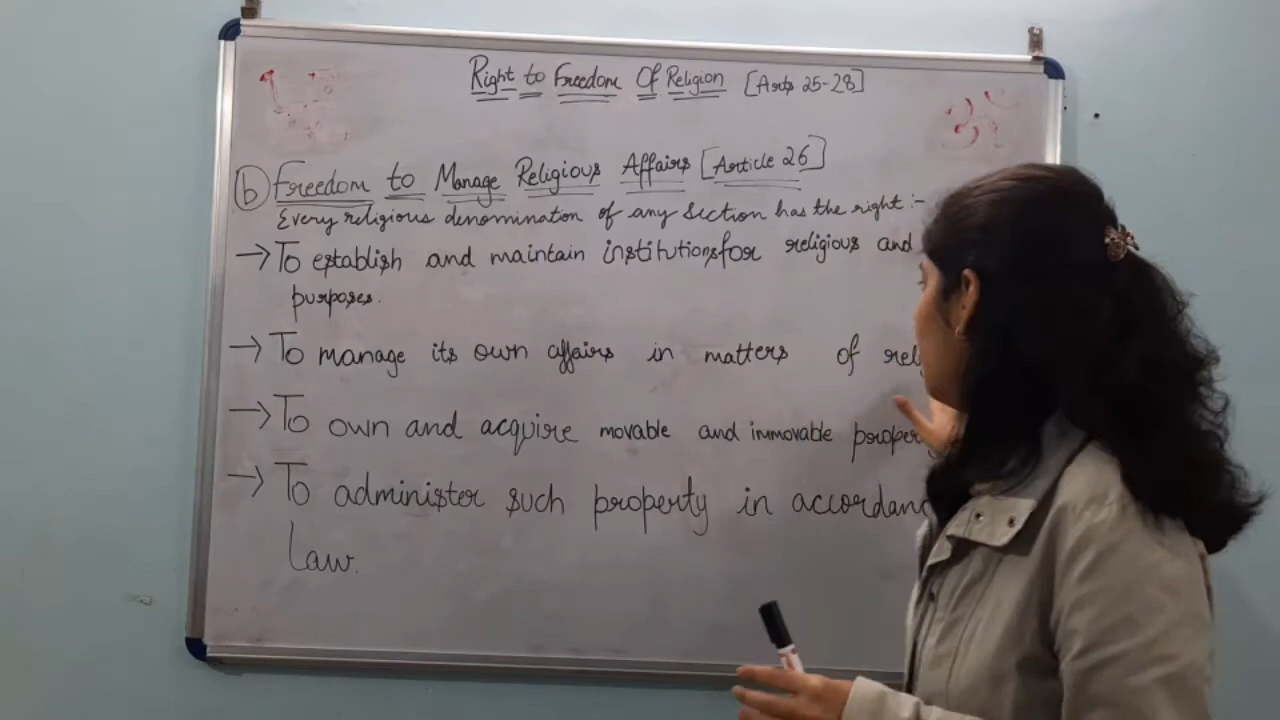 Right to Freedom Of Religion [Arts. 25-28]
(b) Freedom to Manage Religious Affairs [Article 26]
Every religious denomination of any section has the right :-
→ To establish and maintain institutions for religious and
purposes.
→ To manage its own affairs in matters of
→ To own and acquire movable and immovable
→ To administer such property in
law.